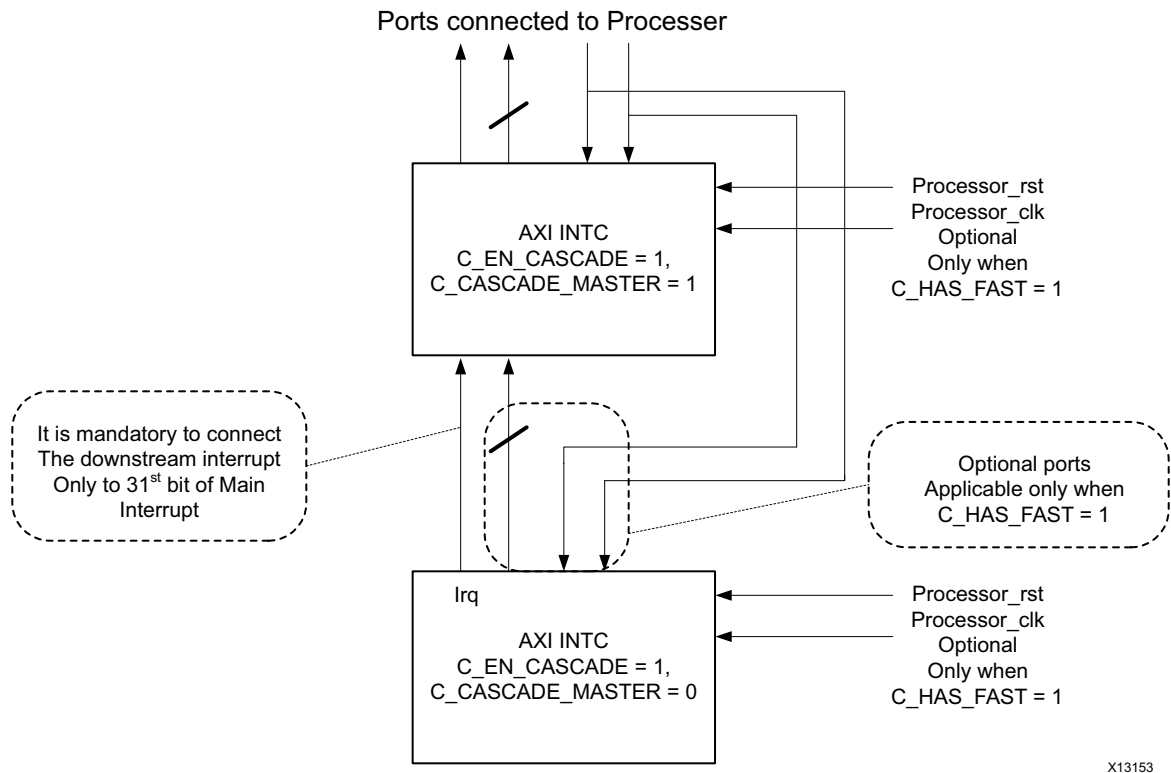 Ports connected to Processer
Processor_rst
Processor_clk
Optional
Only when
C_HAS_FAST = 1
AXI INTC
C_EN_CASCADE = 1,
C_CASCADE_MASTER = 1
It is mandatory to connect
The downstream interrupt
Only to 31st bit of Main
Interrupt
Optional ports
Applicable only when
C_HAS_FAST = 1
Irq
AXI INTC
C_EN_CASCADE = 1,
C_CASCADE_MASTER = 0
Processor_rst
Processor_clk
Optional
Only when
C_HAS_FAST = 1
X13153